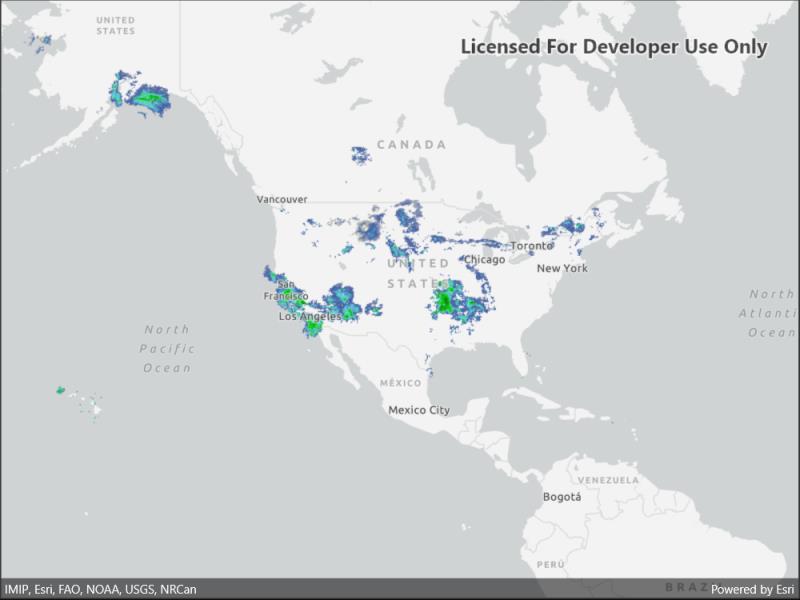 UNITED
STATES
Licensed For Developer Use Only
CANADA
Vancouver
Toronto
Chicago
UNITED
STATES
New York
San
Francisco
Los Angeles
North
Pacific
Ocean
North
Atlanti
Ocean
MÉXICO
Mexico City
VENEZUELA
Bogotá
PERÚ
BRAZ
IMIP, Esri, FAO, NOAA, USGS, NRCan
Powered by Esri